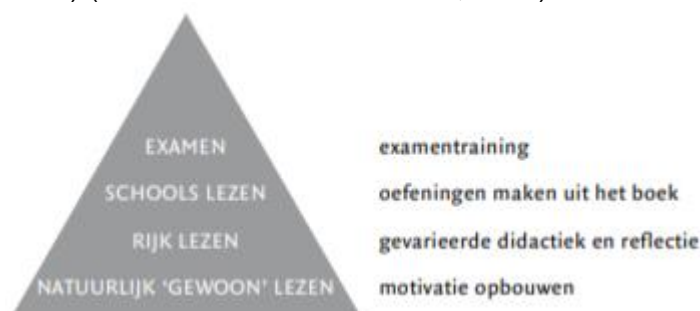 EXAMEN examentraining
SCHOOLS LEZEN oefeningen maken uit het boek
RIJK LEZEN gevarieerde didactiek en reflectie
NATUURLIJK ‘GEWOON’ LEZEN motivatie opbouwen